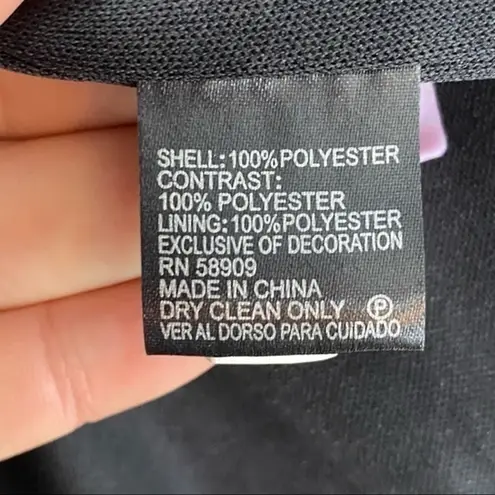 SHELL: 100% POLYESTER
CONTRAST:
100% POLYESTER
LINING: 100% POLYESTER
EXCLUSIVE OF DECORATION
RN 58909
MADE IN CHINA
DRY CLEAN ONLY Ⓟ
VER AL DORSO PARA CUIDADO